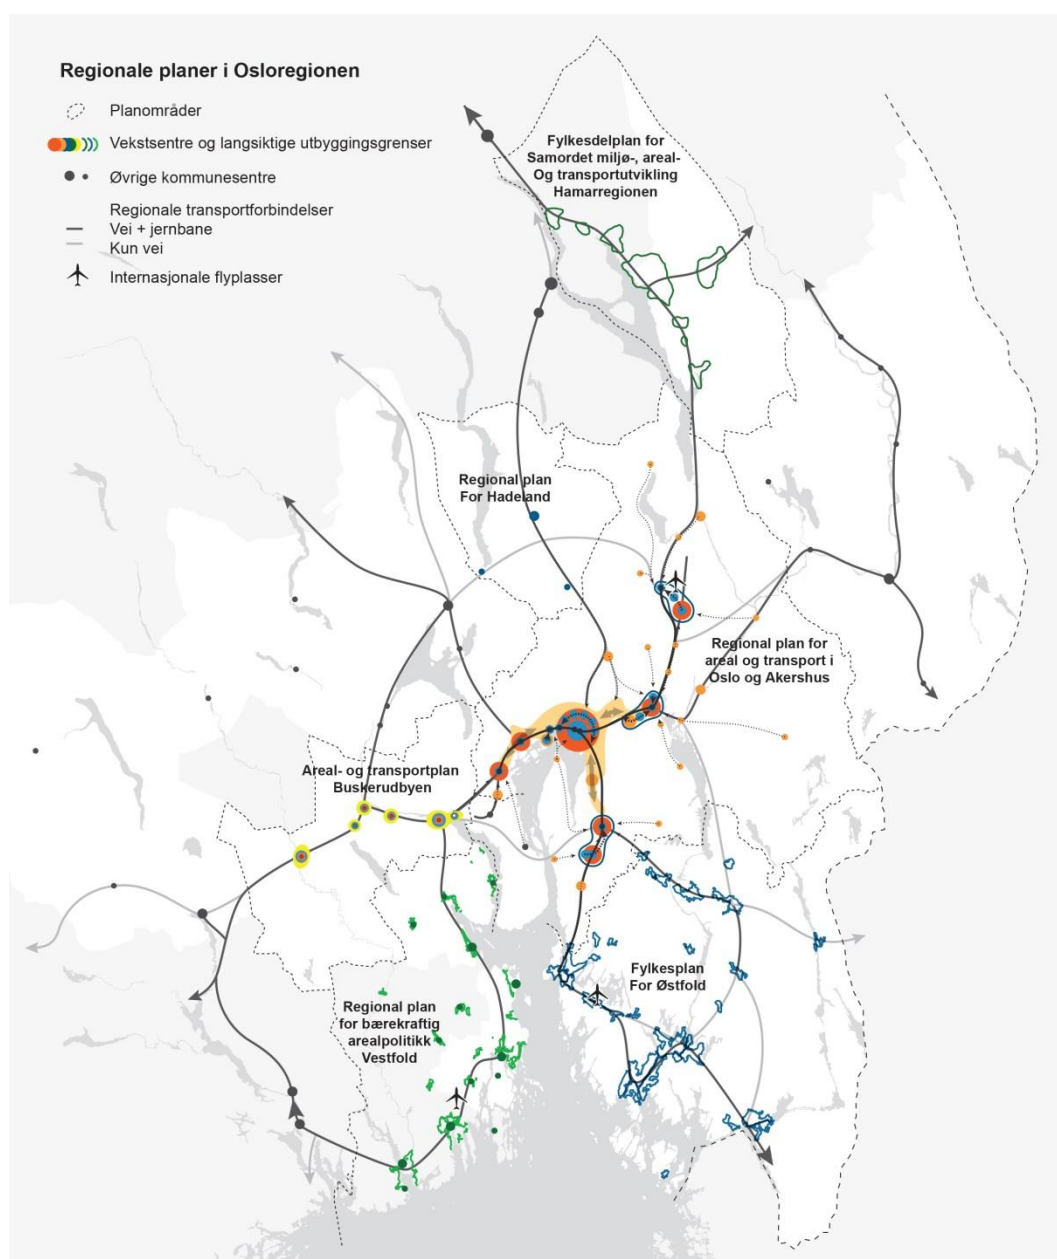 Regionale planer i Osloregionen
Planområder
Vekstsentre og langsiktige utbyggingsgrenser
Øvrige kommunesentre
Regionale transportforbindelser
Vei + jernbane
Kun vei
Internasjonale flyplasser
Fylkesdelplan for
Samordet miljø-, areal-
Og transportutvikling
Hamarregionen
Regional plan
For Hadeland
Regional plan for
areal og transport i
Oslo og Akershus
Areal- og transportplan
Buskerudbyen
Fylkesplan
For Østfold
Regional plan
for bærekraftig
arealpolitikk
Vestfold